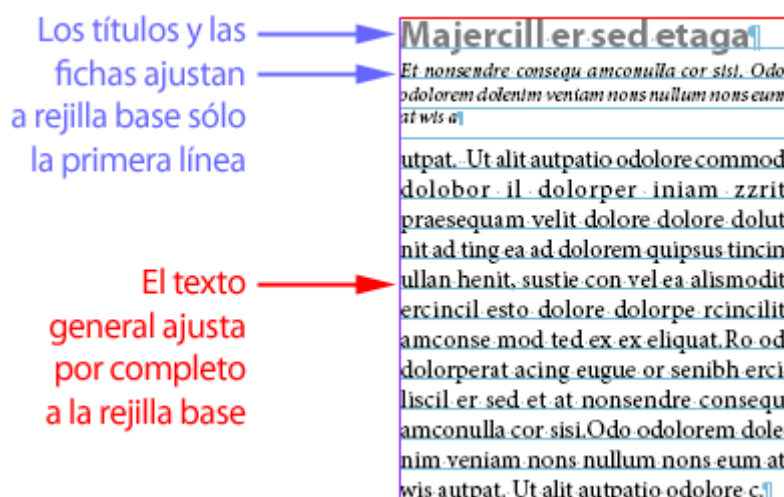 Los títulos y las
fichas ajustan
a rejilla base sólo
la primera línea
El texto
general ajusta
por completo
a la rejilla base
Majercill er sed etaga¶
Et nonsendre consequ amconulla cor sisi. Odo
odolorem dolenim veniam nons nullum nons eum
at wis a¶
utpat. Ut alit autpatio odolore commod
dolobor il dolorper iniam zzrit
praesequam velit dolore dolore dolut
nit ad ting ea ad dolorem quipsus tincin
ullan henit, sustie con vel ea alismodit
ercincil esto dolore dolorpe rcincilit
amconse mod ted ex ex eliquat.Ro od
dolorperat acing eugue or senibh erci
liscil er sed et at nonsendre consequ
amconulla cor sisi.Odo odolorem dole
nim veniam nons nullum nons eum at
wis autpat. Ut alit autpatio odolore c.¶